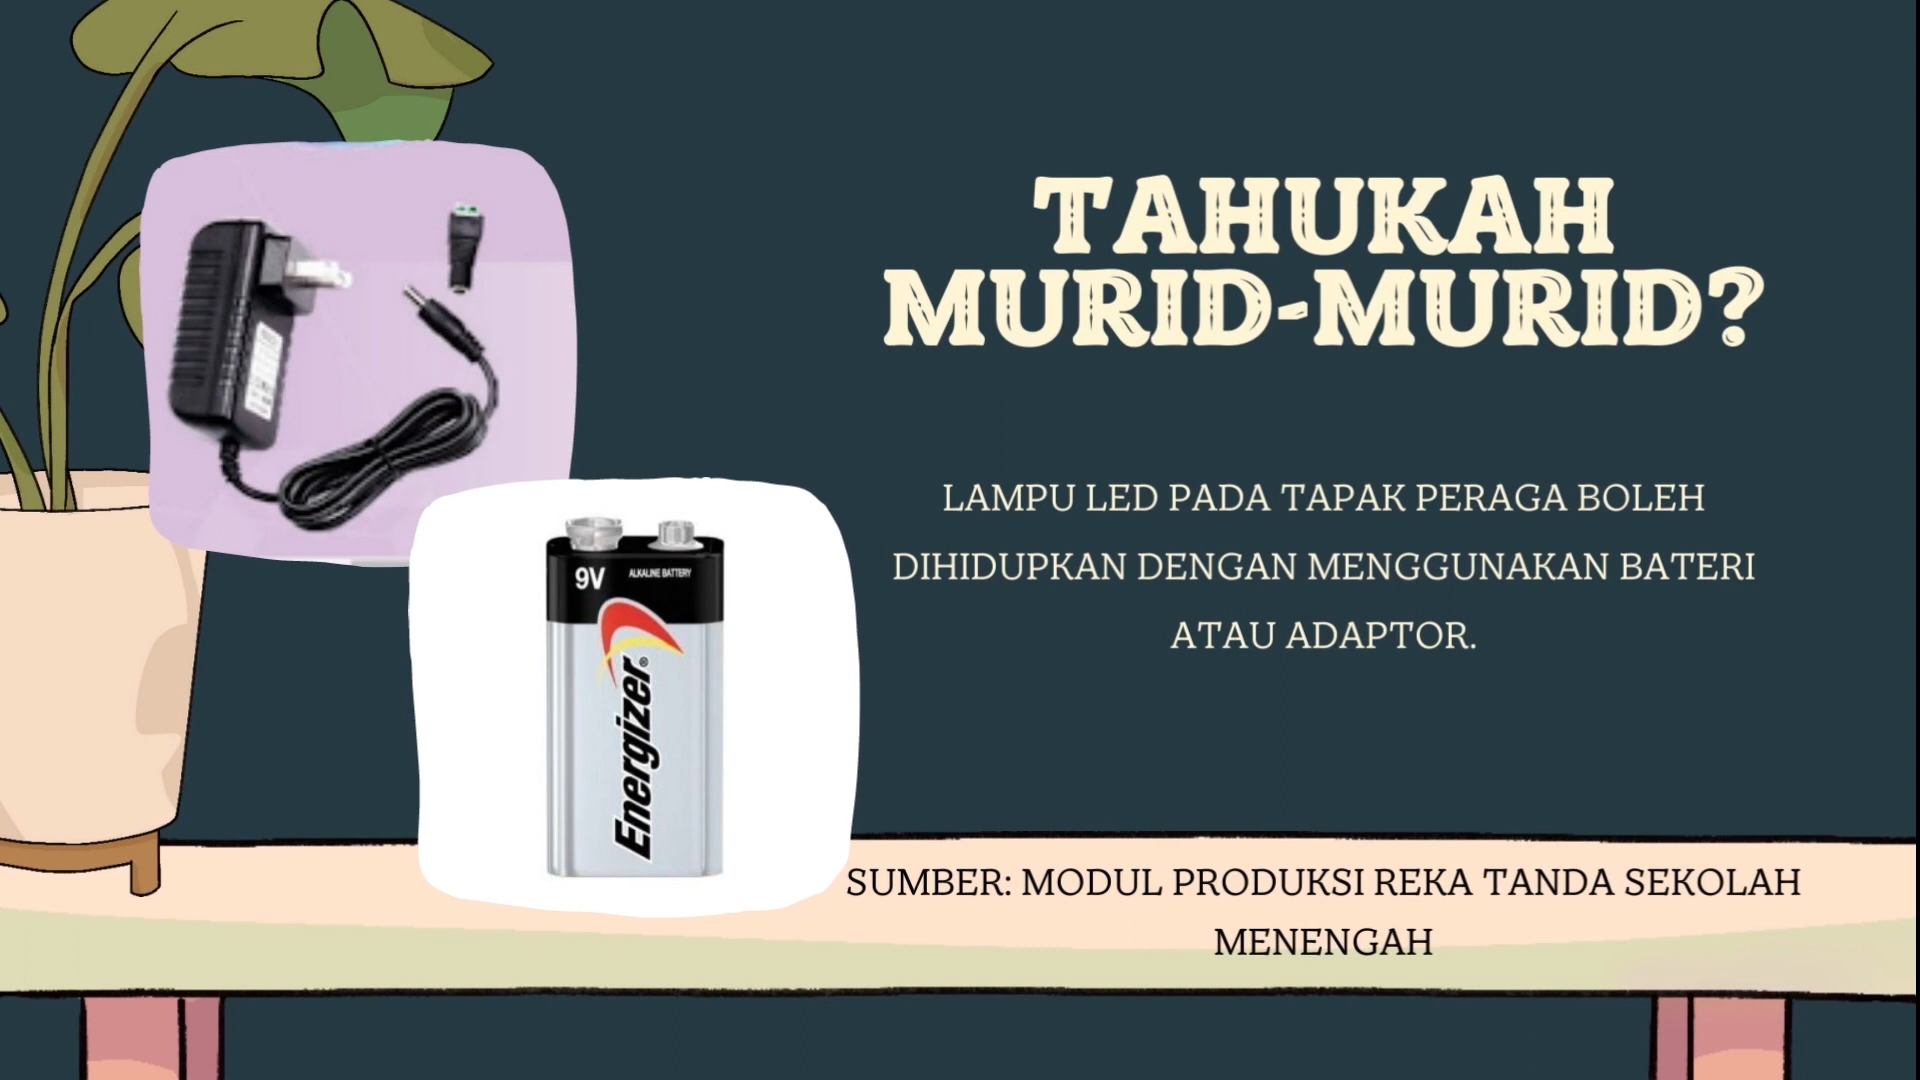 TAHUKAH
MURID-MURID?
LAMPU LED PADA TAPAK PERAGA BOLEH
DIHIDUPKAN DENGAN MENGGUNAKAN BATERI
ATAU ADAPTOR.
9V
ALKALINE BATTERY
Energizer
SUMBER: MODUL PRODUKSI REKA TANDA SEKOLAH
MENENGAH